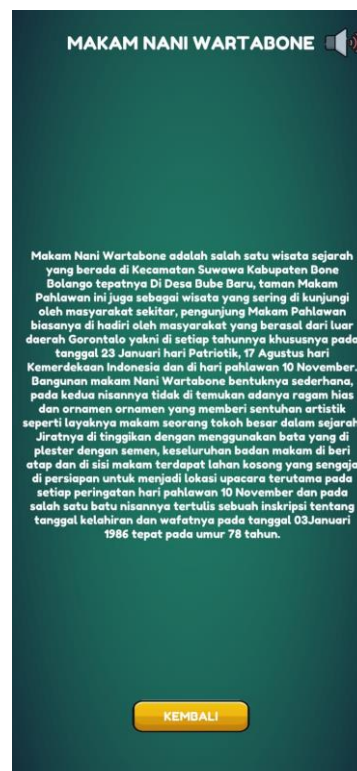 MAKAM NANI WARTABONE
Makam Nani Wartabone adalah salah satu wisata sejarah
yang berada di Kecamatan Suwawa Kabupaten Bone
Bolango tepatnya Di Desa Bube Baru, taman Makam
Pahlawan ini juga sebagai wisata yang sering di kunjungi
oleh masyarakat sekitar, pengunjung Makam Pahlawan
biasanya di hadiri oleh masyarakat yang berasal dari luar
daerah Gorontalo yakni di setiap tahunnya khususnya pada
tanggal 23 Januari hari Patriotik, 17 Agustus hari
Kemerdekaan Indonesia dan di hari pahlawan 10 November.
Bangunan makam Nani Wartabone bentuknya sederhana,
pada kedua nisannya tidak di temukan adanya ragam hias
dan ornamen ornamen yang memberi sentuhan artistik
seperti layaknya makam seorang tokoh besar dalam sejarah.
Jiratnya di tinggikan dengan menggunakan bata yang di
plester dengan semen, keseluruhan badan makam di beri
atap dan di sisi makam terdapat lahan kosong yang sengaja
di persiapan untuk menjadi lokasi upacara terutama pada
setiap peringatan hari pahlawan 10 November dan pada
salah satu batu nisannya tertulis sebuah inskripsi tentang
tanggal kelahiran dan wafatnya pada tanggal 03Januari
1986 tepat pada umur 78 tahun.
KEMBALI